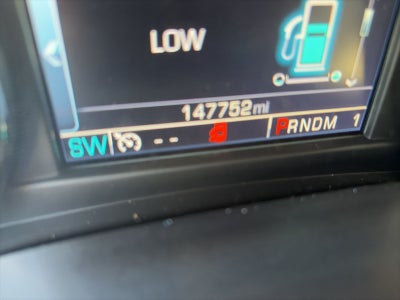 LOW
147752mi
SW -- PRNDM 1